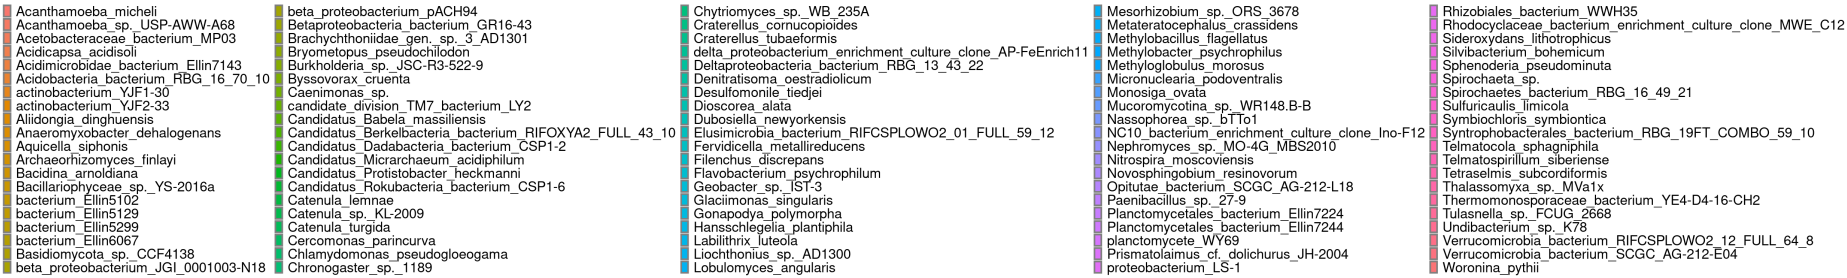 Acanthamoeba_micheli
Acanthamoeba_sp._USP-AWW-A68
Acetobacteraceae_bacterium_MP03
Acidicapsa_acidisoli
Acidimicrobidae_bacterium_Ellin7143
Acidobacteria_bacterium_RBG_16_70_10
actinobacterium_YJF1-30
actinobacterium_YJF2-33
Aliidongia_dinghuensis
Anaeromyxobacter_dehalogenans
Aquicella_siphonis
Archaeorhizomyces_finlayi
Bacidina_arnoldiana
Bacillariophyceae_sp._YS-2016a
bacterium_Ellin5102
bacterium_Ellin5129
bacterium_Ellin5299
bacterium_Ellin6067
Basidiomycota_sp._CCF4138
beta_proteobacterium_JGI_0001003-N18
beta_proteobacterium_pACH94
Betaproteobacteria_bacterium_GR16-43
Brachychthoniidae_gen._sp._3_AD1301
Bryometopus_pseudochilodon
Burkholderia_sp._JSC-R3-522-9
Byssovorax_cruenta
Caenimonas_sp.
candidate_division_TM7_bacterium_LY2
Candidatus_Babela_massiliensis
Candidatus_Berkelbacteria_bacterium_RIFOXYA2_FULL_43_10
Candidatus_Dadabacteria_bacterium_CSP1-2
Candidatus_Micrarchaeum_acidiphilum
Candidatus_Protistobacter_heckmanni
Candidatus_Rokubacteria_bacterium_CSP1-6
Catenula_lemnae
Catenula_sp._KL-2009
Catenula_turgida
Cercomonas_parincurva
Chlamydomonas_pseudogloeogama
Chronogaster_sp._1189
Chytriomyces_sp._WB_235A
Craterellus_cornucopioides
Craterellus_tubaeformis
delta_proteobacterium_enrichment_culture_clone_AP-FeEnrich11
Deltaproteobacteria_bacterium_RBG_13_43_22
Denitratisoma_oestradiolicum
Desulfomonile_tiedjei
Dioscorea_alata
Dubosiella_newyorkensis
Elusimicrobia_bacterium_RIFCSPLOWO2_01_FULL_59_12
Fervidicella_metallireducens
Filenchus_discrepans
Flavobacterium_psychrophilum
Geobacter_sp._IST-3
Glaciimonas_singularis
Gonapodya_polymorpha
Hansschlegelia_plantiphila
Labilithrix_luteola
Liochthonius_sp._AD1300
Lobulomyces_angularis
Mesorhizobium_sp._ORS_3678
Metateratocephalus_crassidens
Methylobacillus_flagellatus
Methylobacter_psychrophilus
Methyloglobulus_morosus
Micronuclearia_podoventralis
Monosiga_ovata
Mucoromycotina_sp._WR148.B-B
Nassophorea_sp._bTTo1
NC10_bacterium_enrichment_culture_clone_Ino-F12
Nephromyces_sp._MO-4G_MBS2010
Nitrospira_moscoviensis
Novosphingobium_resinovorum
Opitutae_bacterium_SCGC_AG-212-L18
Paenibacillus_sp._27-9
Planctomycetales_bacterium_Ellin7224
Planctomycetales_bacterium_Ellin7244
planctomycete_WY69
Prismatolaimus_cf._dolichurus_JH-2004
proteobacterium_LS-1
Rhizobiales_bacterium_WWH35
Rhodocyclaceae_bacterium_enrichment_culture_clone_MWE_C12
Sideroxydans_lithotrophicus
Silvibacterium_bohemicum
Sphenoderia_pseudominuta
Spirochaeta_sp.
Spirochaetes_bacterium_RBG_16_49_21
Sulfuricaulis_limicola
Symbiochloris_symbiontica
Syntrophobacterales_bacterium_RBG_19FT_COMBO_59_10
Telmatocola_sphagniphila
Telmatospirillum_siberiense
Tetraselmis_subcordiformis
Thalassomyxa_sp._MVa1x
Thermomonosporaceae_bacterium_YE4-D4-16-CH2
Tulasnella_sp._FCUG_2668
Undibacterium_sp._K78
Verrucomicrobia_bacterium_RIFCSPLOWO2_12_FULL_64_8
Verrucomicrobia_bacterium_SCGC_AG-212-E04
Woronina_pythii